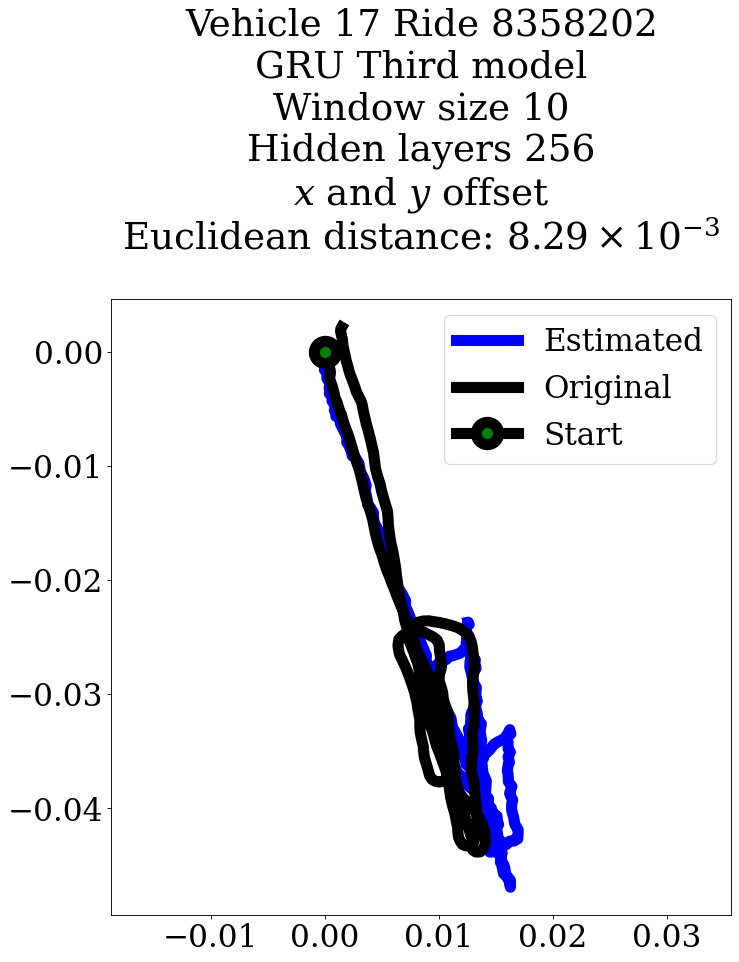 Vehicle 17 Ride 8358202
GRU Third model
Window size 10
Hidden layers 256
x and y offset
Euclidean distance: 8.29 × 10⁻³
Estimated
Original
Start
0.00
−0.01
−0.02
−0.03
−0.04
−0.01 0.00 0.01 0.02 0.03